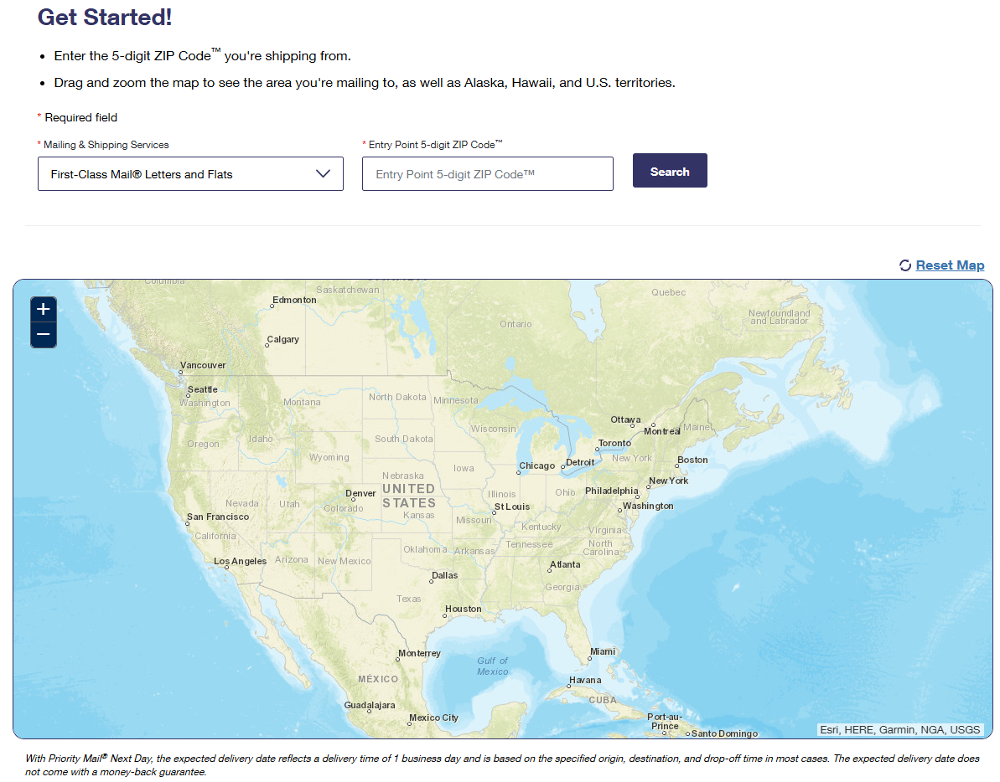 Get Started!
Enter the 5-digit ZIP Code™ you're shipping from.
Drag and zoom the map to see the area you're mailing to, as well as Alaska, Hawaii, and U.S. territories.
* Required field
* Mailing & Shipping Services
* Entry Point 5-digit ZIP Code™
First-Class Mail® Letters and Flats
Entry Point 5-digit ZIP Code™
Search
Reset Map
+
−
Columbia
Saskatchewan
Edmonton
Quebec
Newfoundland
and Labrador
Ontario
Calgary
Vancouver
Seattle
Washington
Montana
North Dakota
Minnesota
Ottawa
Montreal
Maine
Wisconsin
Oregon
Idaho
South Dakota
Toronto
Wyoming
New York
Boston
Chicago
Detroit
Iowa
Nebraska
New York
UNITED
STATES
Denver
Illinois
Ohio
Philadelphia
Nevada
Utah
Colorado
St Louis
Washington
San Francisco
Kansas
Missouri
Kentucky
Virginia
California
Tennessee
North
Carolina
Oklahoma
Arkansas
Los Angeles
Arizona
New Mexico
Atlanta
Dallas
Georgia
Texas
Houston
Monterrey
Miami
Gulf of
Mexico
MÉXICO
Havana
CUBA
Guadalajara
Mexico City
Port-au-
Prince
Santo Domingo
Esri, HERE, Garmin, NGA, USGS
With Priority Mail® Next Day, the expected delivery date reflects a delivery time of 1 business day and is based on the specified origin, destination, and drop-off time in most cases. The expected delivery date does
not come with a money-back guarantee.